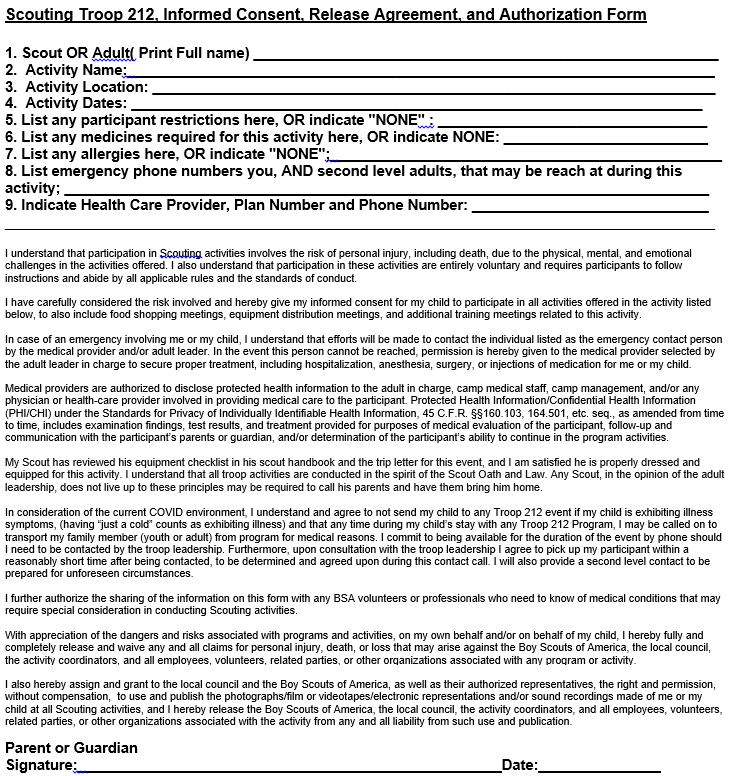 Scouting Troop 212, Informed Consent, Release Agreement, and Authorization Form
1. Scout OR Adult( Print Full name) ___
2. Activity Name: ___
3. Activity Location: ___
4. Activity Dates: ___
5. List any participant restrictions here, OR indicate "NONE" : ___
6. List any medicines required for this activity here, OR indicate NONE: ___
7. List any allergies here, OR indicate "NONE": ___
8. List emergency phone numbers you, AND second level adults, that may be reach at during this
activity; ___
9. Indicate Health Care Provider, Plan Number and Phone Number: ___
I understand that participation in Scouting activities involves the risk of personal injury, including death, due to the physical, mental, and emotional
challenges in the activities offered. I also understand that participation in these activities are entirely voluntary and requires participants to follow
instructions and abide by all applicable rules and the standards of conduct.
I have carefully considered the risk involved and hereby give my informed consent for my child to participate in all activities offered in the activity listed
below, to also include food shopping meetings, equipment distribution meetings, and additional training meetings related to this activity.
In case of an emergency involving me or my child, I understand that efforts will be made to contact the individual listed as the emergency contact person
by the medical provider and/or adult leader. In the event this person cannot be reached, permission is hereby given to the medical provider selected by
the adult leader in charge to secure proper treatment, including hospitalization, anesthesia, surgery, or injections of medication for me or my child.
Medical providers are authorized to disclose protected health information to the adult in charge, camp medical staff, camp management, and/or any
physician or health-care provider involved in providing medical care to the participant. Protected Health Information/Confidential Health Information
(PHI/CHI) under the Standards for Privacy of Individually Identifiable Health Information, 45 C.F.R. §§160.103, 164.501, etc. seq., as amended from time
to time, includes examination findings, test results, and treatment provided for purposes of medical evaluation of the participant, follow-up and
communication with the participant's parents or guardian, and/or determination of the participant's ability to continue in the program activities.
My Scout has reviewed his equipment checklist in his scout handbook and the trip letter for this event, and I am satisfied he is properly dressed and
equipped for this activity. I understand that all troop activities are conducted in the spirit of the Scout Oath and Law. Any Scout, in the opinion of the adult
leadership, does not live up to these principles may be required to call his parents and have them bring him home.
In consideration of the current COVID environment, I understand and agree to not send my child to any Troop 212 event if my child is exhibiting illness
symptoms, (having "just a cold" counts as exhibiting illness) and that any time during my child's stay with any Troop 212 Program, I may be called on to
transport my family member (youth or adult) from program for medical reasons. I commit to being available for the duration of the event by phone should
I need to be contacted by the troop leadership. Furthermore, upon consultation with the troop leadership I agree to pick up my participant within a
reasonably short time after being contacted, to be determined and agreed upon during this contact call. I will also provide a second level contact to be
prepared for unforeseen circumstances.
I further authorize the sharing of the information on this form with any BSA volunteers or professionals who need to know of medical conditions that may
require special consideration in conducting Scouting activities.
With appreciation of the dangers and risks associated with programs and activities, on my own behalf and/or on behalf of my child, I hereby fully and
completely release and waive any and all claims for personal injury, death, or loss that may arise against the Boy Scouts of America, the local council,
the activity coordinators, and all employees, volunteers, related parties, or other organizations associated with any program or activity.
I also hereby assign and grant to the local council and the Boy Scouts of America, as well as their authorized representatives, the right and permission,
without compensation, to use and publish the photographs/film or videotapes/electronic representations and/or sound recordings made of me or my
child at all Scouting activities, and I hereby release the Boy Scouts of America, the local council, the activity coordinators, and all employees, volunteers,
related parties, or other organizations associated with the activity from any and all liability from such use and publication.
Parent or Guardian
Signature: ___ Date: ___